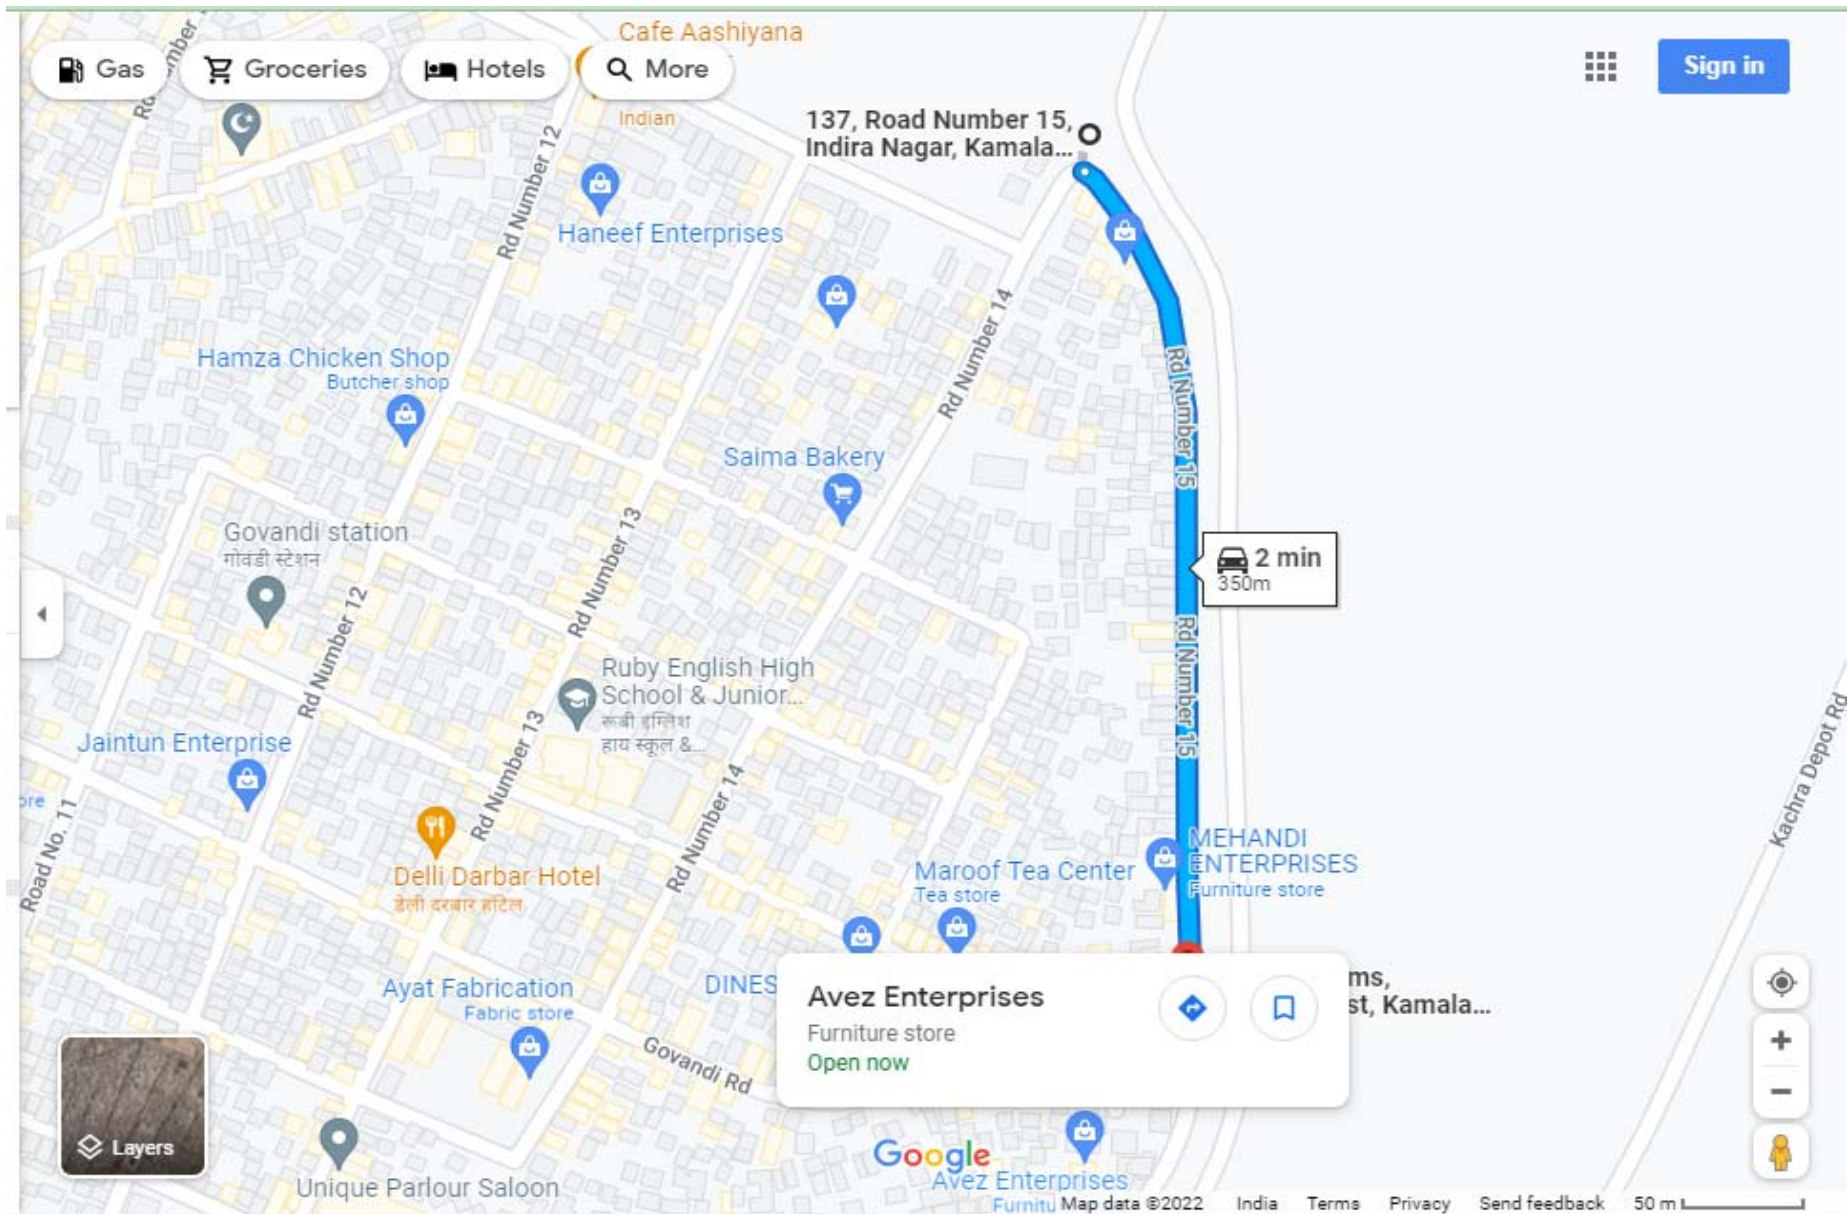 Gas
Groceries
Hotels
More
Sign in
Cafe Aashiyana
Indian
137, Road Number 15,
Indira Nagar, Kamala...
Rd Number 12
Haneef Enterprises
Rd Number 14
Hamza Chicken Shop
Butcher shop
Rd Number 15
Saima Bakery
Govandi station
गोवंडी स्टेशन
Rd Number 13
2 min
350m
Rd Number 12
Rd Number 15
Ruby English High
School & Junior...
रूबी इंग्लिश
हाय स्कूल &...
Jaintun Enterprise
Rd Number 13
Rd Number 14
Kachra Depot Rd
Road No. 11
ore
MEHANDI
ENTERPRISES
Furniture store
Maroof Tea Center
Tea store
Delli Darbar Hotel
डेली दरबार हॉटेल
Ayat Fabrication
Fabric store
DINES
Avez Enterprises
Furniture store
Open now
ms,
st, Kamala...
Govandi Rd
Layers
Unique Parlour Saloon
Google
Avez Enterprises
Furnitu
Map data ©2022 India Terms Privacy Send feedback 50 m